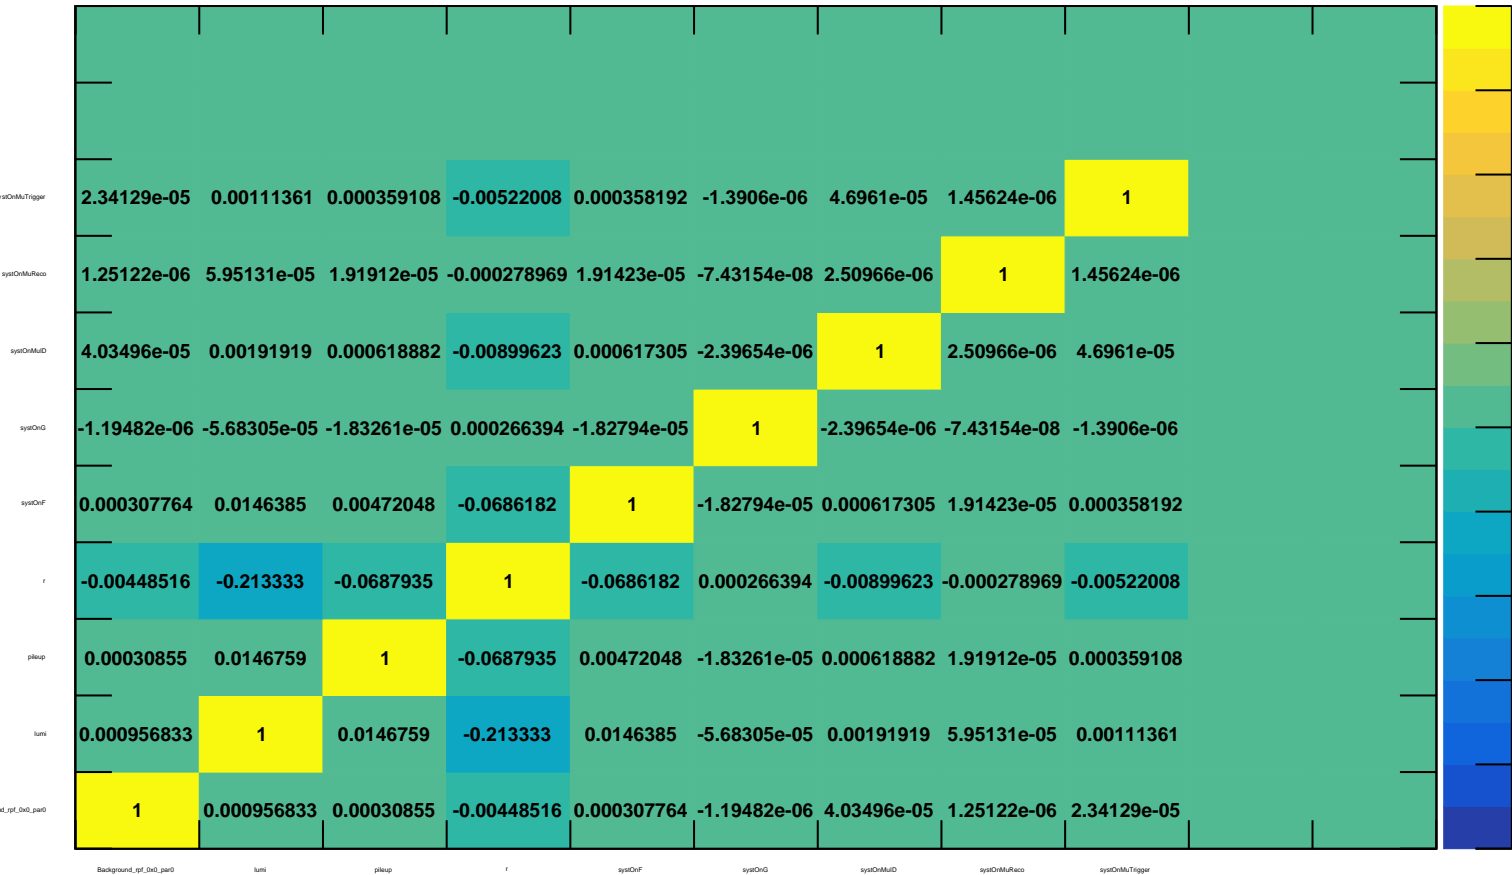 stOnMuTrigger 2.34129e-05 0.00111361 0.000359108 -0.00522008 0.000358192 -1.3906e-06 4.6961e-05 1.45624e-06 1
systOnMuReco 1.25122e-06 5.95131e-05 1.91912e-05 -0.000278969 1.91423e-05 -7.43154e-08 2.50966e-06 1 1.45624e-06
systOnMuID 4.03496e-05 0.00191919 0.000618882 -0.00899623 0.000617305 -2.39654e-06 1 2.50966e-06 4.6961e-05
systOnG -1.19482e-06 -5.68305e-05 -1.83261e-05 0.000266394 -1.82794e-05 1 -2.39654e-06 -7.43154e-08 -1.3906e-06
systOnF 0.000307764 0.0146385 0.00472048 -0.0686182 1 -1.82794e-05 0.000617305 1.91423e-05 0.000358192
r -0.00448516 -0.213333 -0.0687935 1 -0.0686182 0.000266394 -0.00899623 -0.000278969 -0.00522008
pileup 0.00030855 0.0146759 1 -0.0687935 0.00472048 -1.83261e-05 0.000618882 1.91912e-05 0.000359108
lumi 0.000956833 1 0.0146759 -0.213333 0.0146385 -5.68305e-05 0.00191919 5.95131e-05 0.00111361
d_rpf_0x0_par0 1 0.000956833 0.00030855 -0.00448516 0.000307764 -1.19482e-06 4.03496e-05 1.25122e-06 2.34129e-05
Background_rpf_0x0_par0 lumi pileup r systOnF systOnG systOnMuID systOnMuReco systOnMuTrigger